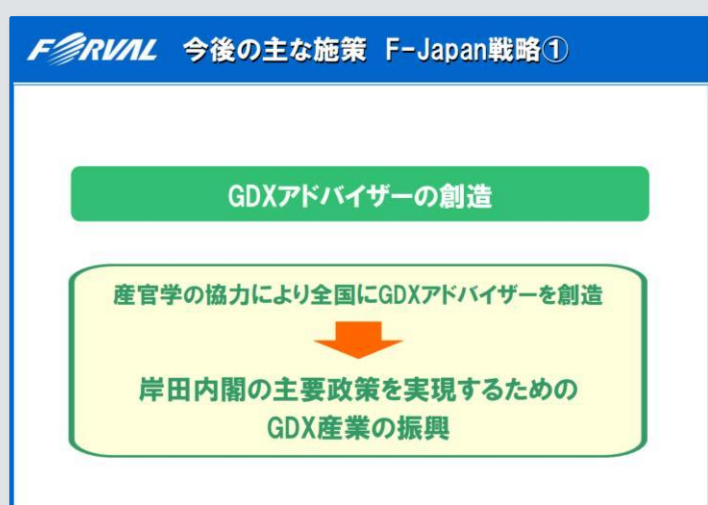 FORVAL 今後の主な施策 F-Japan戦略①
GDXアドバイザーの創造
産官学の協力により全国にGDXアドバイザーを創造
岸田内閣の主要政策を実現するための
GDX産業の振興